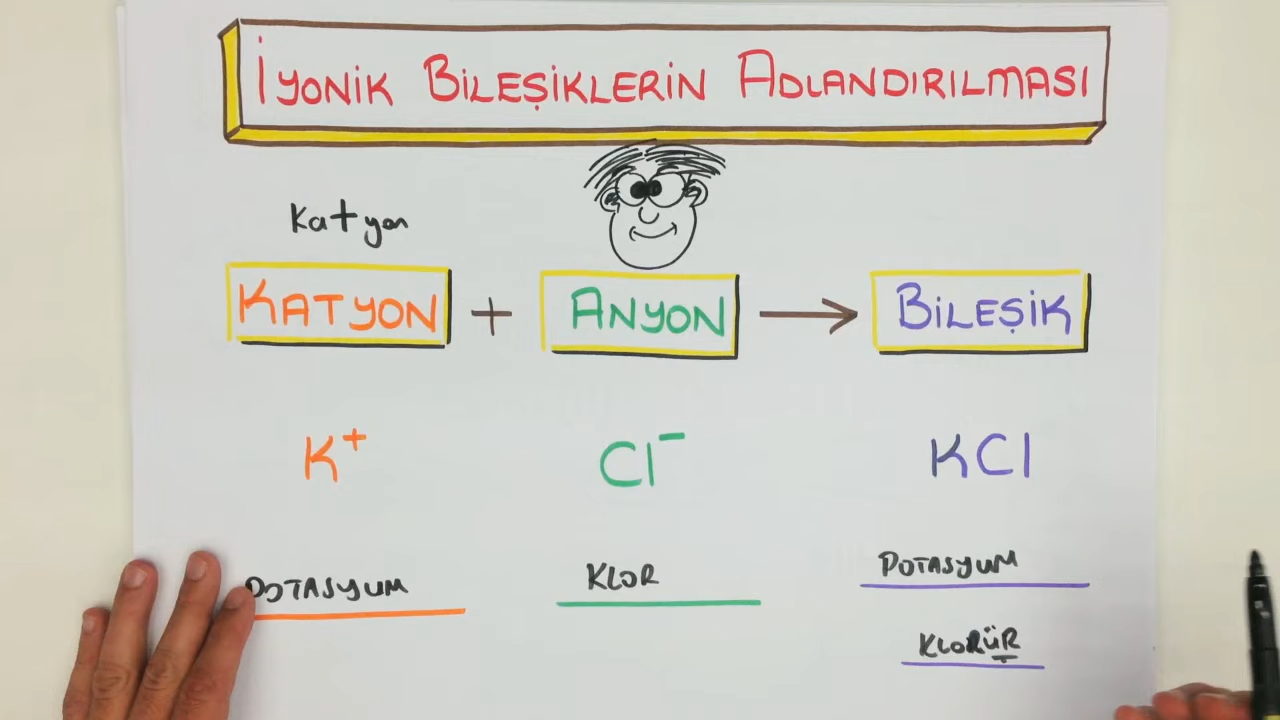 İYONİK BİLEŞİKLERİN ADLANDIRILMASI
Katyon
KATYON + ANYON → BİLEŞİK
K⁺ Cl⁻ KCl
POTASYUM KLOR POTASYUM
KLORÜR